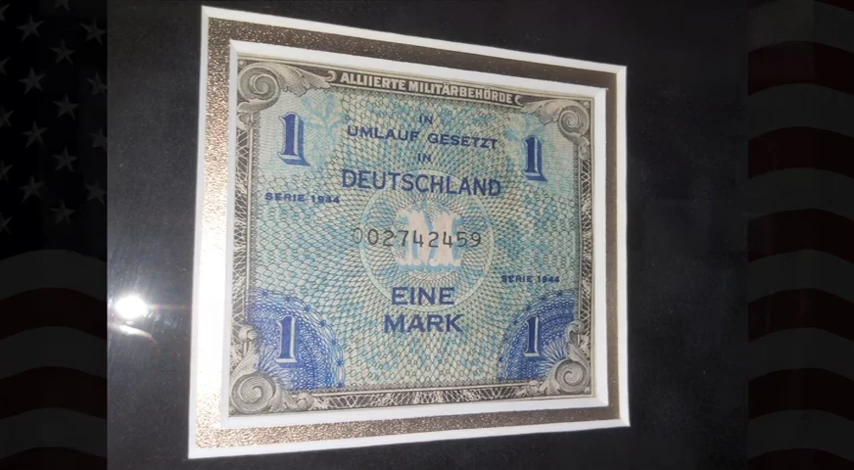 ALLIIERTE MILITÄRBEHÖRDE
1
IN
UMLAUF GESETZT
IN
1
DEUTSCHLAND
SERIE 1944
002742459
SERIE 1944
EINE
MARK
1
1